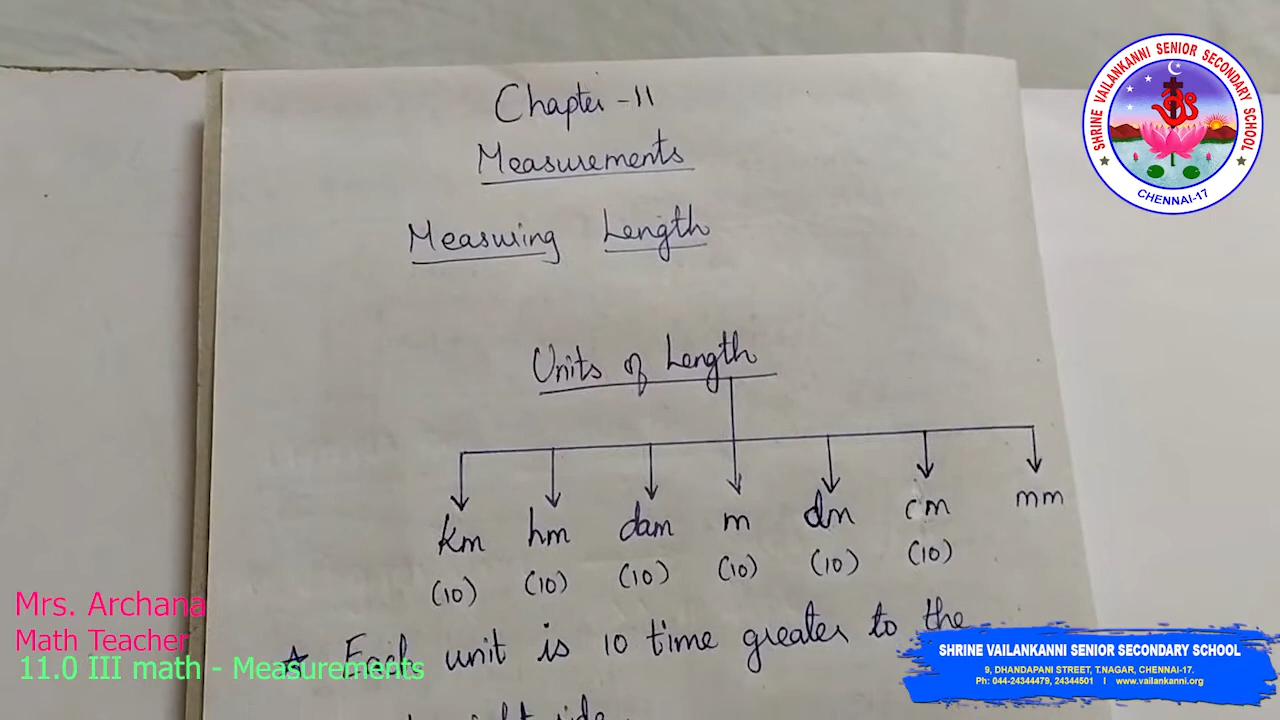 Chapter - 11
Measurements
Measuring Length
Units of Length
km hm dam m dm cm mm
(10) (10) (10) (10) (10) (10)
★ Each unit is 10 time greater to the
right side.
SHRINE VAILANKANNI SENIOR SECONDARY SCHOOL
CHENNAI-17
Mrs. Archana
Math Teacher
11.0 III math - Measurements
SHRINE VAILANKANNI SENIOR SECONDARY SCHOOL
9, DHANDAPANI STREET, T.NAGAR, CHENNAI-17.
Ph: 044-24344479, 24344501 I www.vailankanni.org